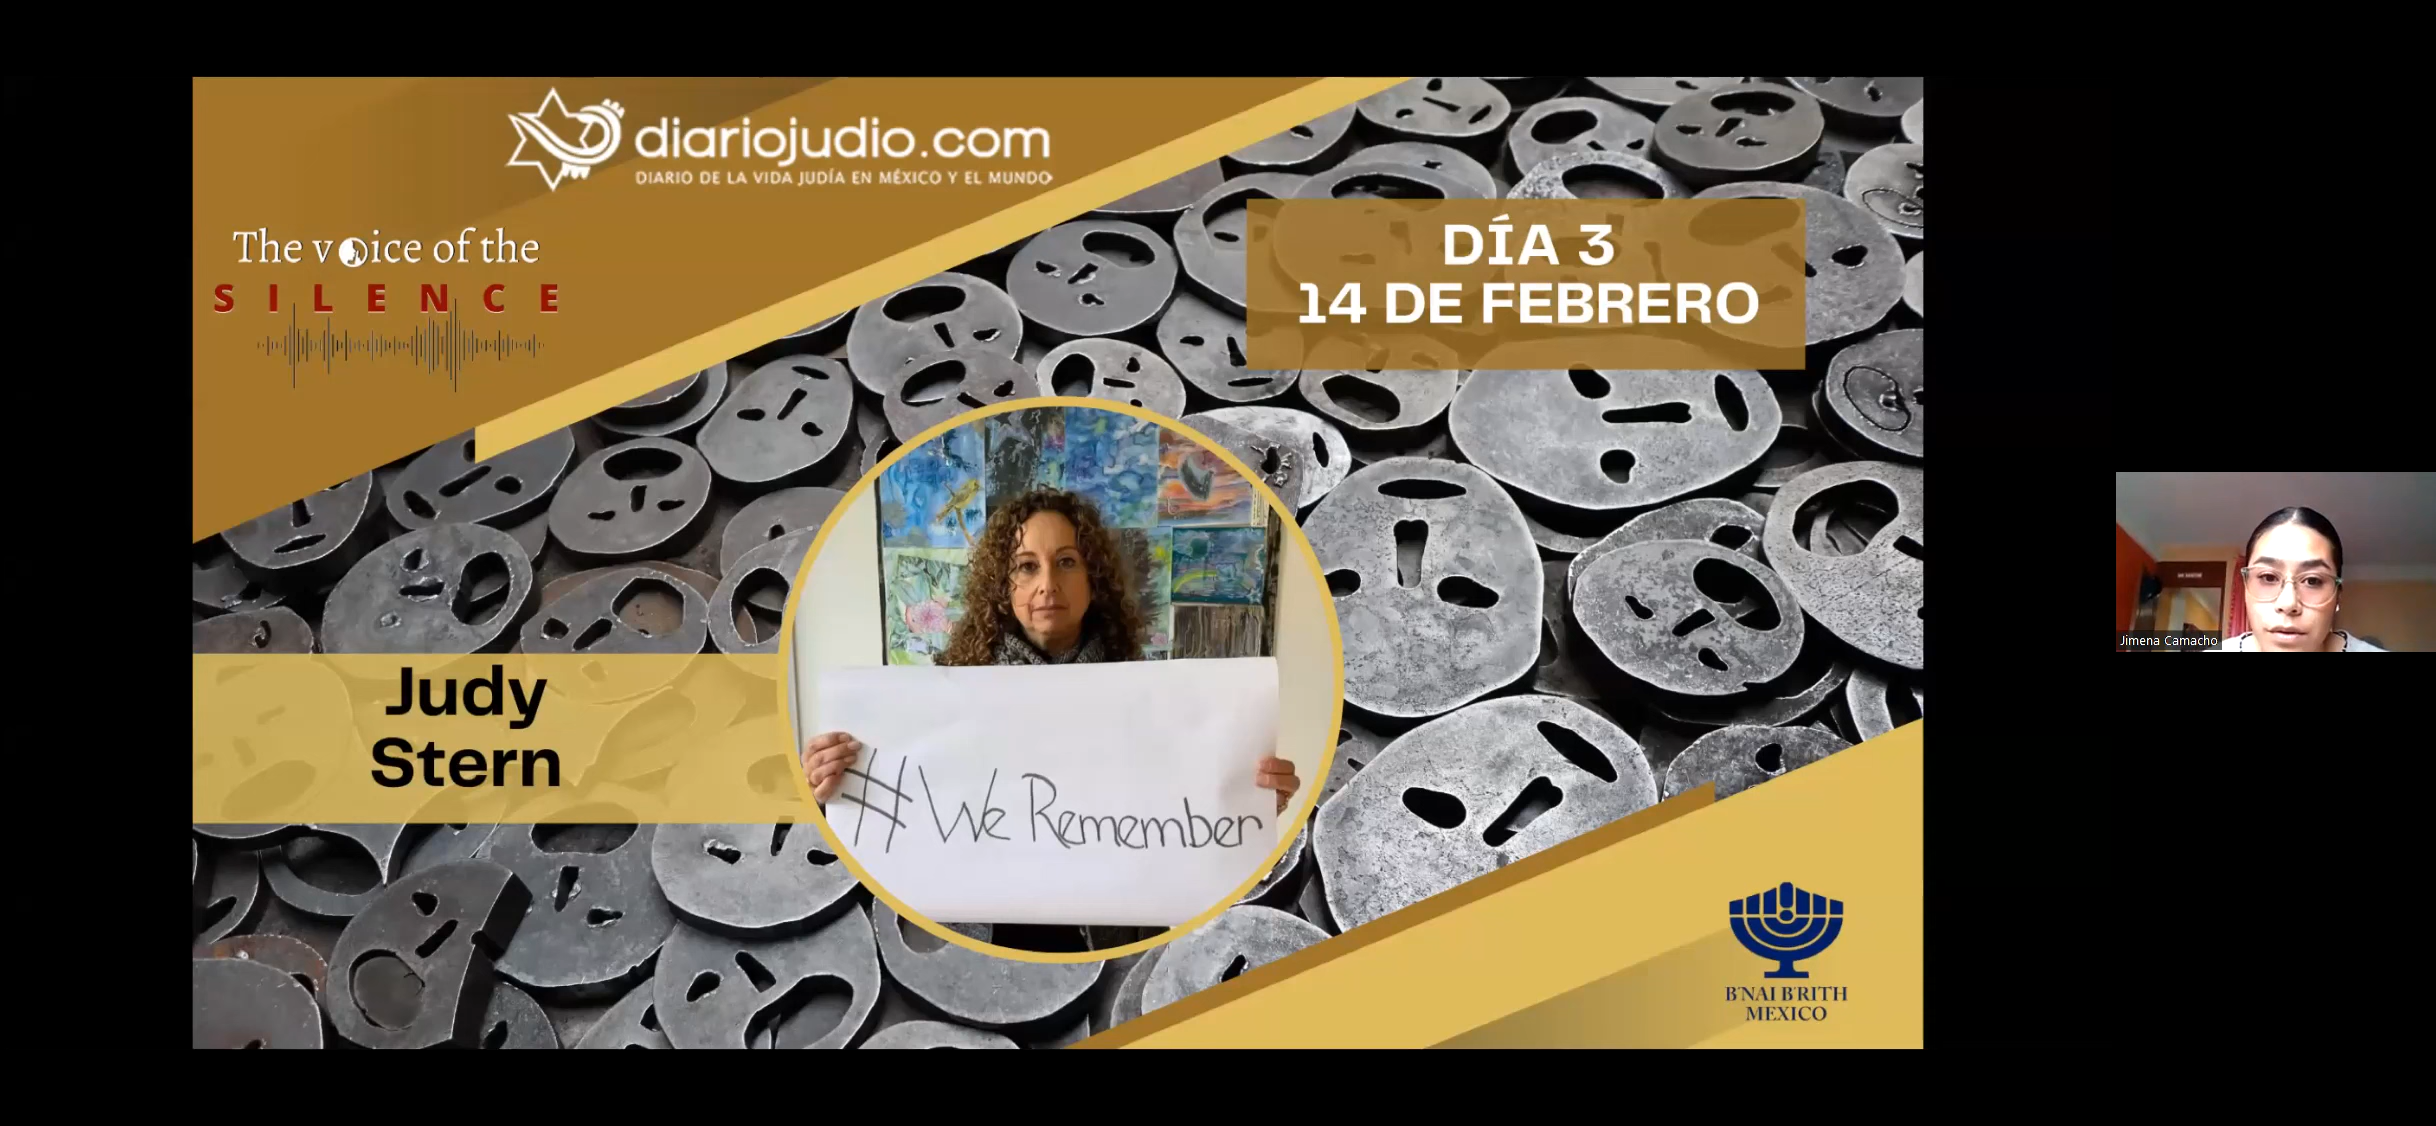 diariojudio.com
DIARIO DE LA VIDA JUDÍA EN MÉXICO Y EL MUNDO
The voice of the
SILENCE
DÍA 3
14 DE FEBRERO
Judy
Stern
#We Remember
B'NAI B'RITH
MEXICO
Jimena Camacho